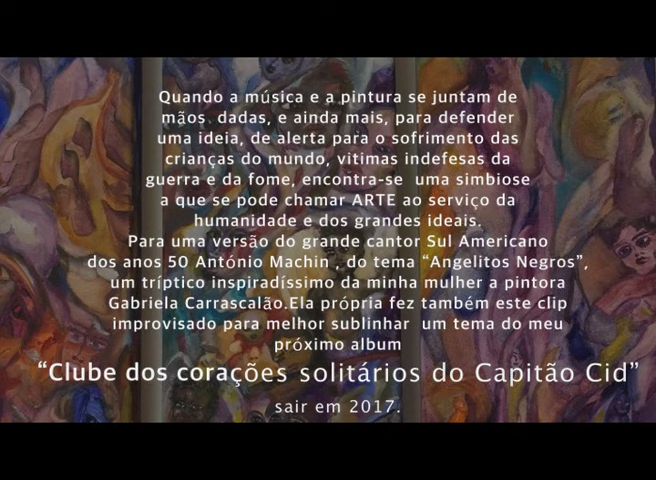 Quando a música e a pintura se juntam de
mãos dadas, e ainda mais, para defender
uma ideia, de alerta para o sofrimento das
crianças do mundo, vitimas indefesas da
guerra e da fome, encontra-se uma simbiose
a que se pode chamar ARTE ao serviço da
humanidade e dos grandes ideais.
Para uma versão do grande cantor Sul Americano
dos anos 50 António Machin , do tema “Angelitos Negros”,
um tríptico inspiradíssimo da minha mulher a pintora
Gabriela Carrascalão.Ela própria fez também este clip
improvisado para melhor sublinhar um tema do meu
próximo album
“Clube dos corações solitários do Capitão Cid”
sair em 2017.